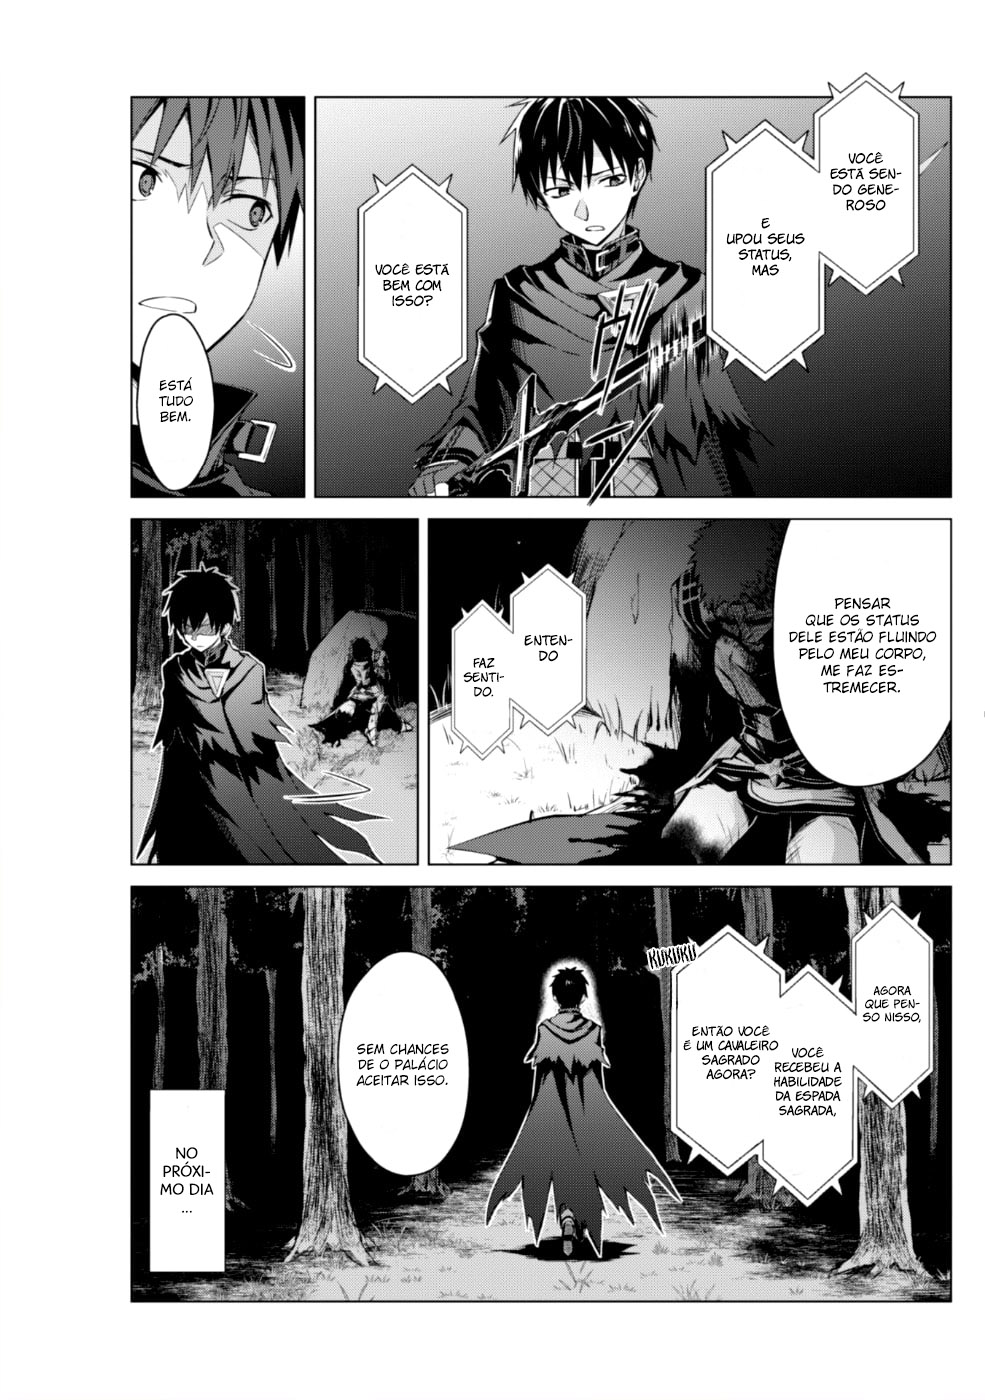 VOCÊ
ESTÁ SEN-
DO GENE-
ROSO
E
UPOU SEUS
STATUS,
MAS
VOCÊ ESTÁ
BEM COM
ISSO?
ESTÁ
TUDO
BEM.
PENSAR
QUE OS STATUS
DELE ESTÃO FLUINDO
PELO MEU CORPO,
ME FAZ ES-
TREMECER.
ENTEN-
DO
FAZ
SENTI-
DO.
AGORA
QUE PEN-
SO NISSO,
VOCÊ
RECEBEU A
HABILIDADE
DA ESPADA
SAGRADA,
ENTÃO VOCÊ
É UM CAVALEIRO
SAGRADO
AGORA?
KUKUKU
SEM CHANCES
DE O PALÁCIO
ACEITAR ISSO.
NO
PRÓXI-
MO DIA
...